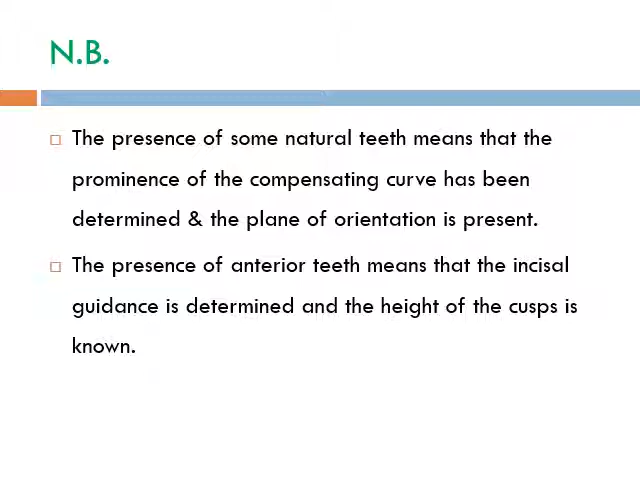 N.B.
The presence of some natural teeth means that the
prominence of the compensating curve has been
determined & the plane of orientation is present.
The presence of anterior teeth means that the incisal
guidance is determined and the height of the cusps is
known.